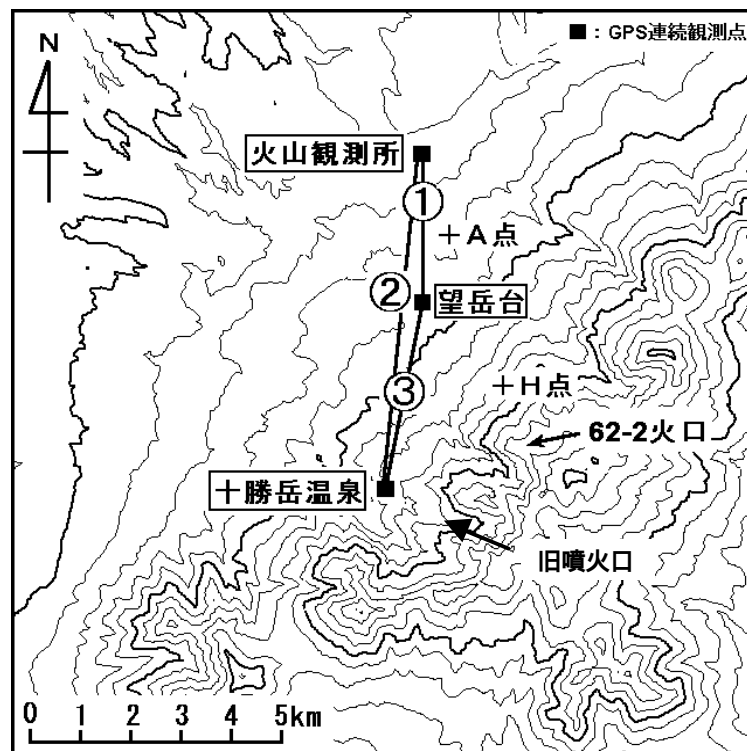 ■：GPS連続観測点
N
火山観測所
①
＋A点
②
望岳台
③
＋H点
62-2火口
十勝岳温泉
旧噴火口
0 1 2 3 4 5km